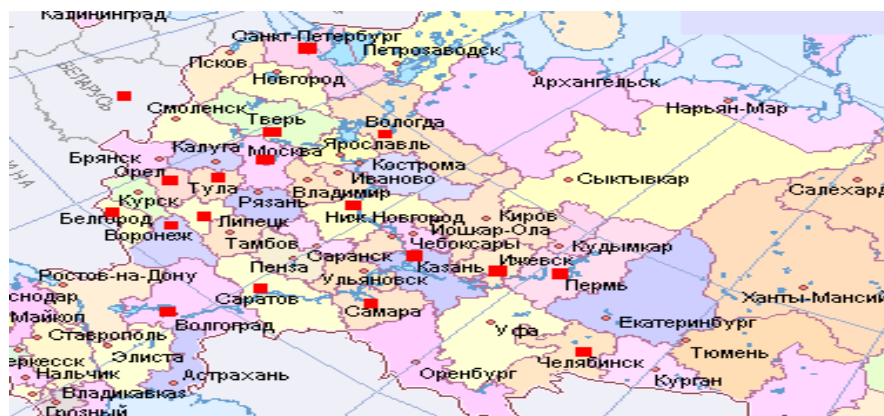 Калининград
Санкт-Петербург
Петрозаводск
Псков
Новгород
Архангельск
БЕЛАРУСЬ
Нарьян-Мар
Смоленск
Тверь
Вологда
Ярославль
Брянск
Калуга
Москва
Кострома
Орел
Иваново
Тула
Владимир
Сыктывкар
Салехард
Курск
Рязань
Белгород
Липецк
Ниж.Новгород
Киров
Воронеж
Йошкар-Ола
Тамбов
Чебоксары
Кудымкар
Саранск
Ижевск
Пенза
Казань
Ростов-на-Дону
Ульяновск
Пермь
снодар
Саратов
Ханты-Мансий
Майкоп
Самара
Волгоград
Екатеринбург
Ставрополь
Уфа
Элиста
Тюмень
еркесск
Челябинск
Нальчик
Оренбург
Астрахань
Курган
Владикавказ
Грозный